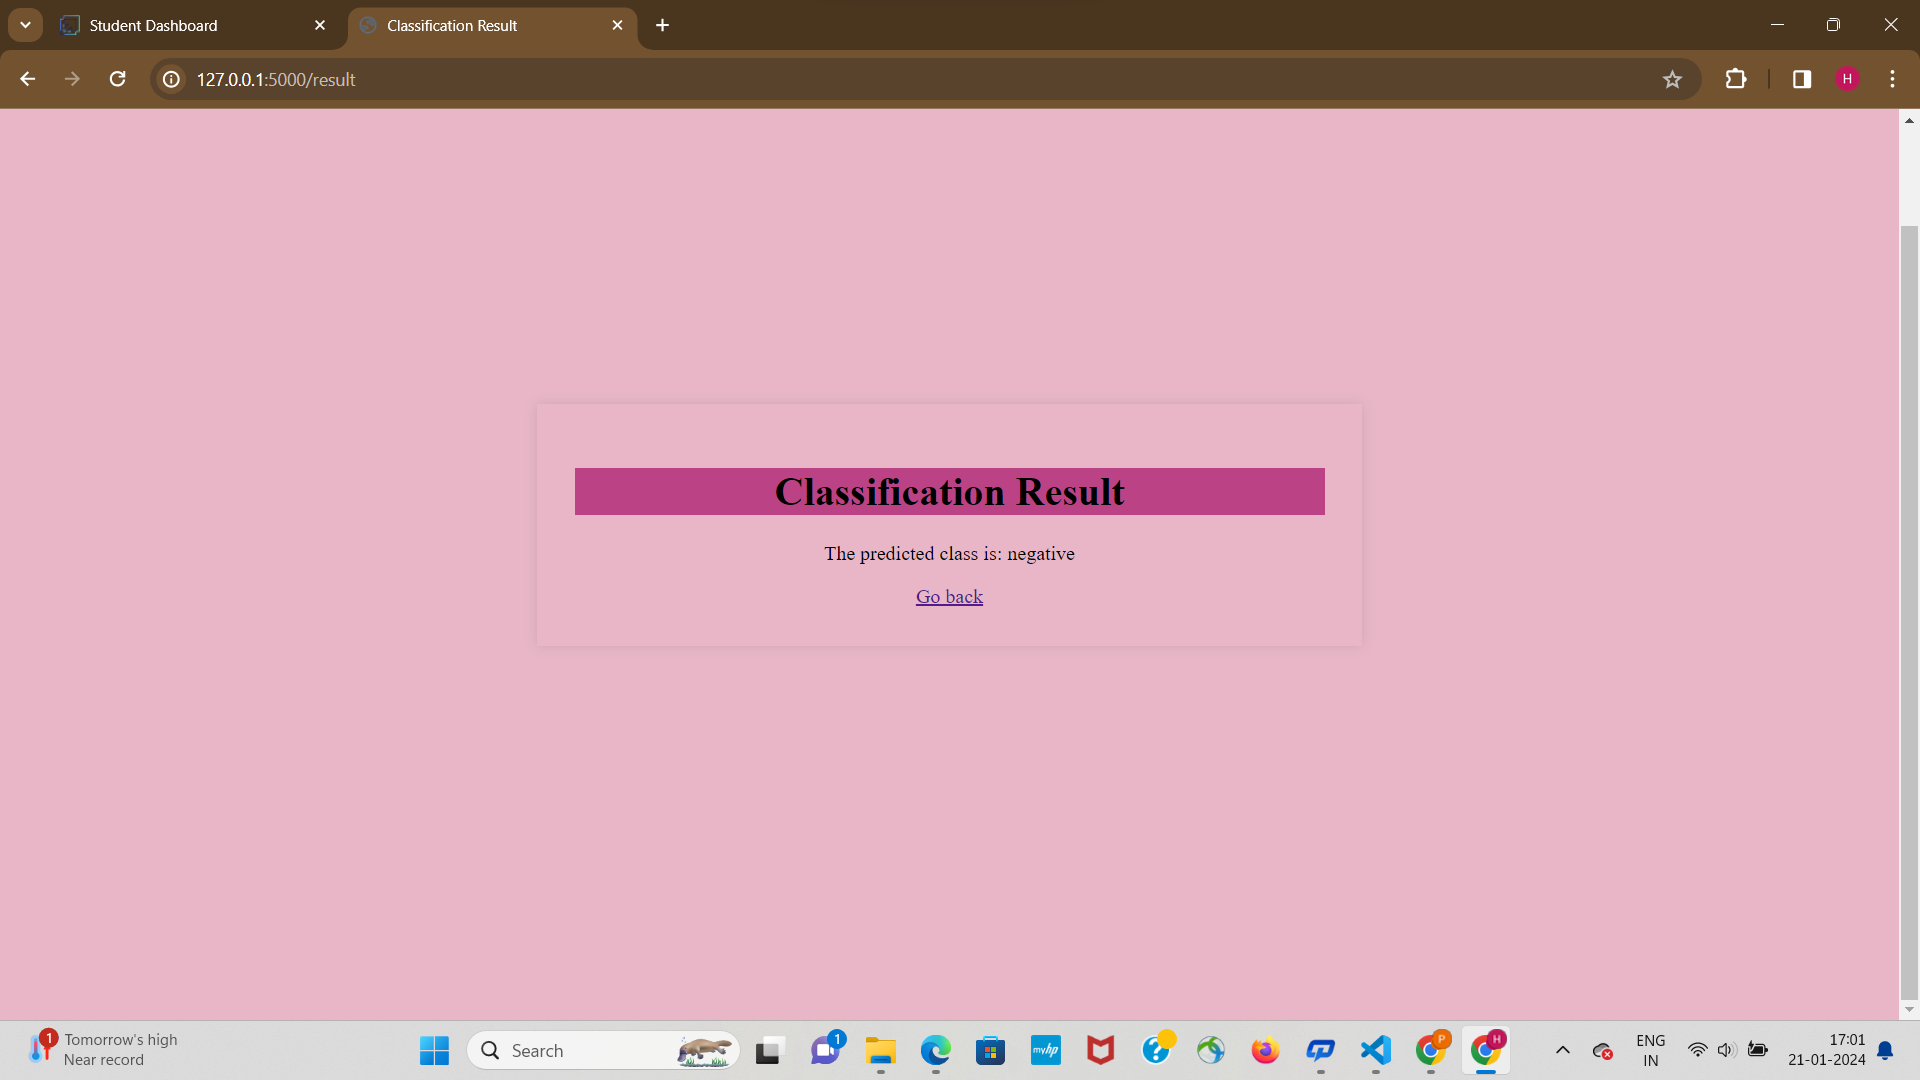 Student Dashboard
Classification Result
127.0.0.1:5000/result
H
Classification Result
The predicted class is: negative
Go back
1
Tomorrow's high
Near record
Search
1
myhp
P
H
ENG
IN
17:01
21-01-2024